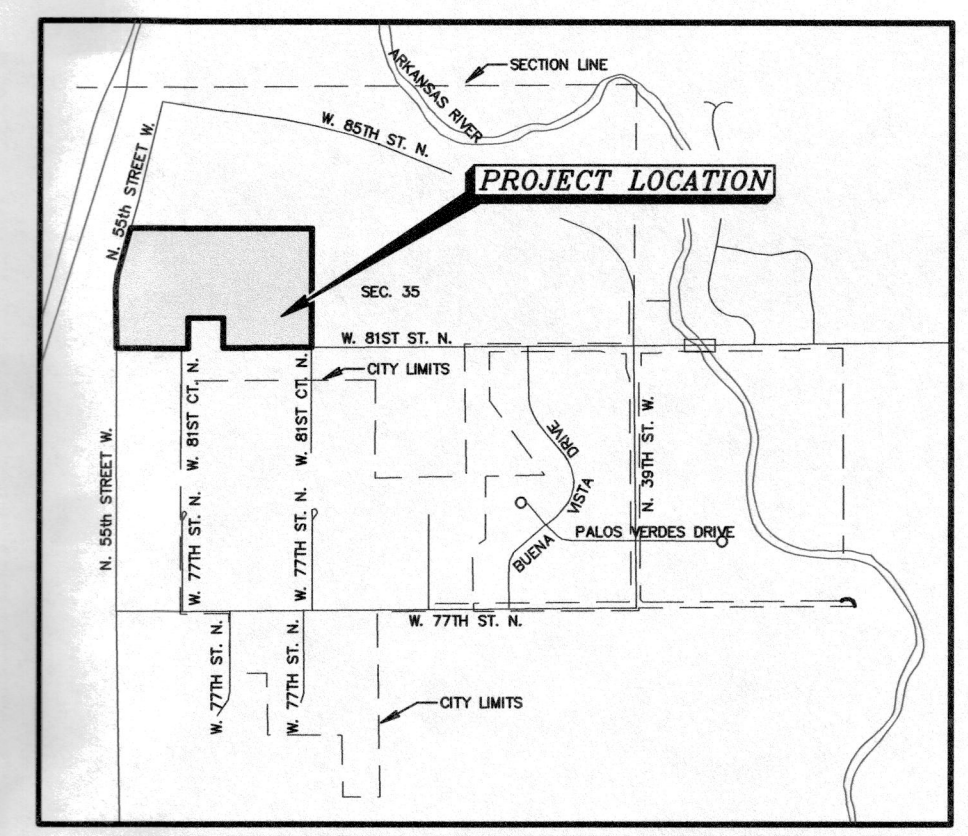 SECTION LINE
ARKANSAS RIVER
W. 85TH ST. N.
N. 55th STREET W.
PROJECT LOCATION
SEC. 35
W. 81ST ST. N.
CITY LIMITS
W. 81ST CT. N.
W. 81ST CT. N.
N. 55th STREET W.
W. 77TH ST. N.
W. 77TH ST. N.
N. 39TH ST. W.
BUENA VISTA DRIVE
PALOS VERDES DRIVE
W. 77TH ST. N.
W. 77TH ST. N.
W. 77TH ST. N.
CITY LIMITS